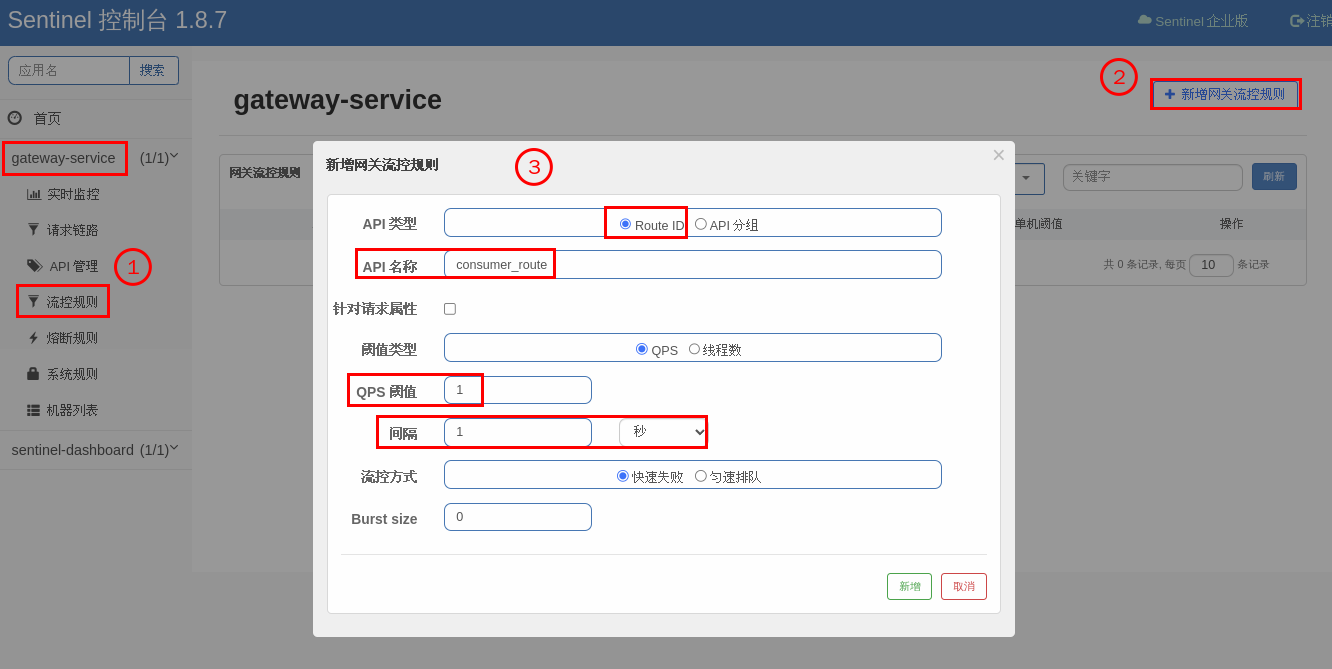 Sentinel 控制台 1.8.7
Sentinel 企业版
注销
应用名
搜索
首页
gateway-service (1/1)
实时监控
请求链路
API 管理
①
流控规则
熔断规则
系统规则
机器列表
sentinel-dashboard (1/1)
gateway-service
②
+ 新增网关流控规则
网关流控规则
关键字
刷新
单机阈值
操作
共 0 条记录, 每页 10 条记录
新增网关流控规则
③
×
API 类型
Route ID
API 分组
API 名称
consumer_route
针对请求属性
阈值类型
QPS
线程数
QPS 阈值
1
间隔
1
秒
流控方式
快速失败
匀速排队
Burst size
0
新增
取消